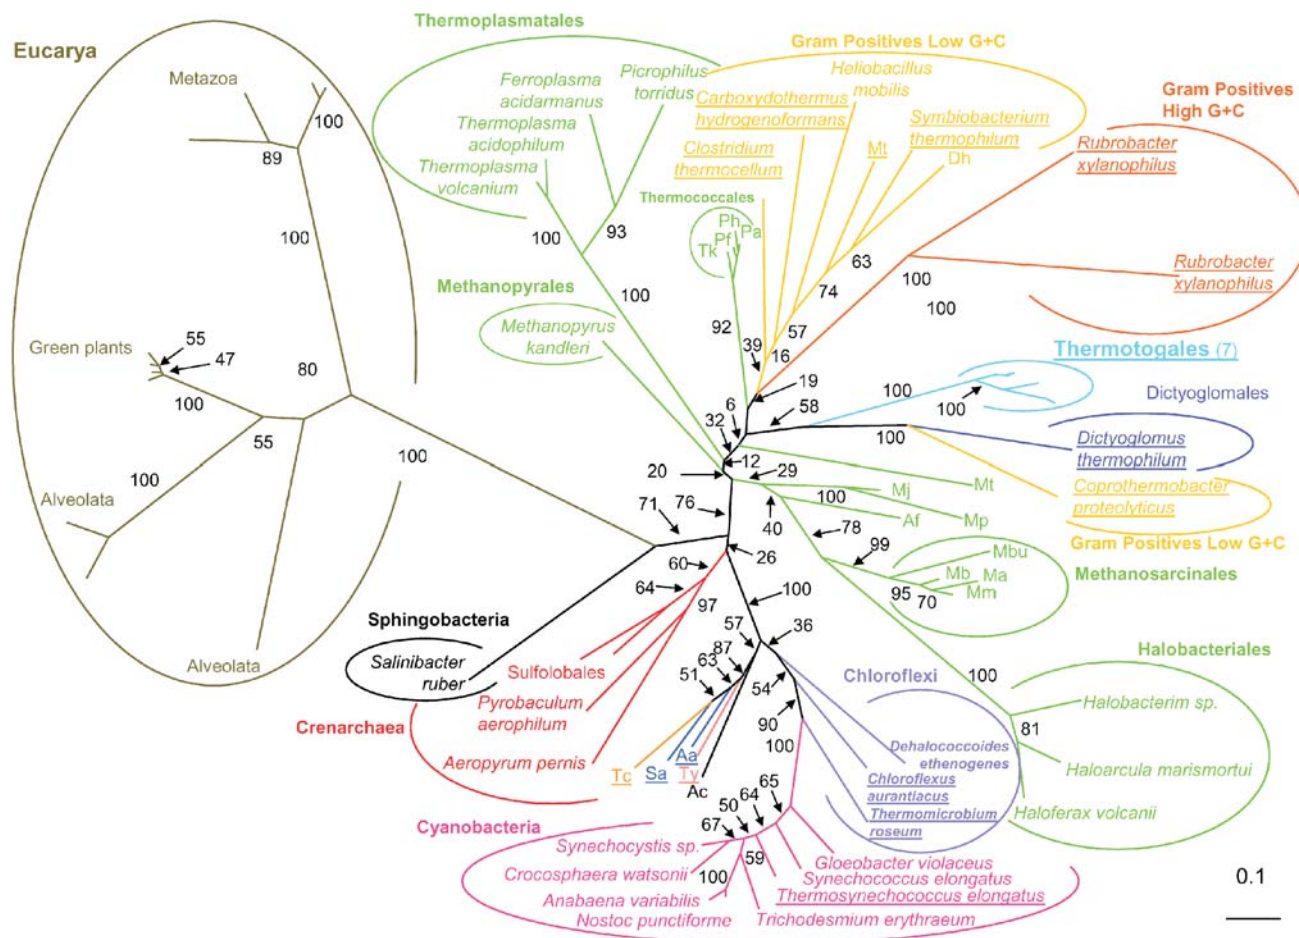 Eucarya
Metazoa
100
89
100
Green plants
55
47
100
80
55
100
Alveolata
Alveolata
100
Thermoplasmatales
Ferroplasma
acidarmanus
Picrophilus
torridus
Thermoplasma
acidophilum
Thermoplasma
volcanium
100
93
100
Methanopyrales
Methanopyrus
kandleri
Gram Positives Low G+C
Heliobacillus
mobilis
Carboxydothermus
hydrogenoformans
Clostridium
thermocellum
Symbiobacterium
thermophilum
Mt
Dh
Thermococcales
Ph
Pa
Pf
Tk
92
63
74
57
39
16
Gram Positives
High G+C
Rubrobacter
xylanophilus
Rubrobacter
xylanophilus
100
100
19
Thermotogales (7)
100
100
58
6
32
12
20
29
Dictyoglomales
Dictyoglomus
thermophilum
100
Coprothermobacter
proteolyticus
Gram Positives Low G+C
Mt
Mj
100
Mp
Af
40
78
99
Mbu
Mb
Ma
Mm
95
70
Methanosarcinales
Halobacteriales
100
Halobacterim sp.
81
Haloarcula marismortui
Haloferax volcanii
76
71
26
60
64
97
Sphingobacteria
Salinibacter
ruber
Sulfolobales
Pyrobaculum
aerophilum
Crenarchaea
Aeropyrum pernis
100
57
36
87
63
51
54
90
100
Tc
Sa
Aa
Ty
Ac
Chloroflexi
Dehalococcoides
ethenogenes
Chloroflexus
aurantiacus
Thermomicrobium
roseum
Cyanobacteria
65
64
50
67
59
100
Synechocystis sp.
Crocosphaera watsonii
Anabaena variabilis
Nostoc punctiforme
Gloeobacter violaceus
Synechococcus elongatus
Thermosynechococcus elongatus
Trichodesmium erythraeum
0.1